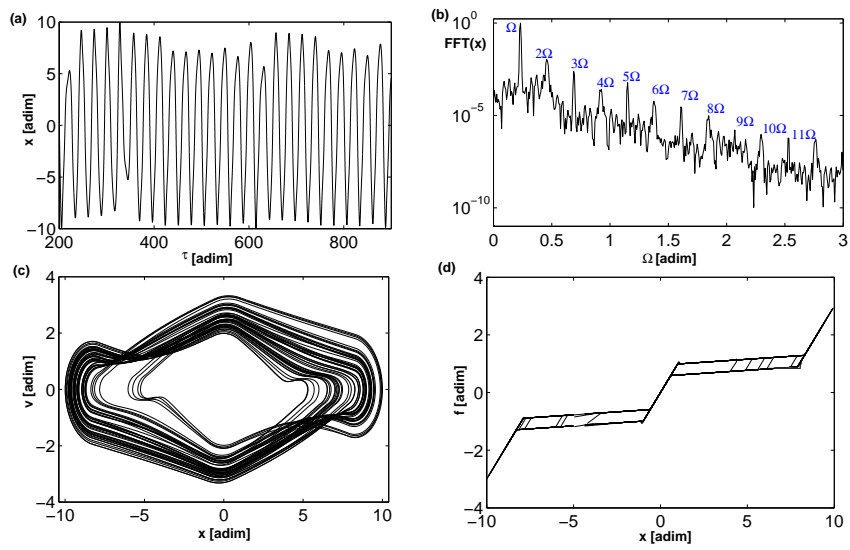 (a)
10
5
0
−5
−10
x [adim]
200
400
600
800
τ [adim]
(b)
10^0
10^−5
10^−10
FFT(x)
Ω
2Ω
3Ω
4Ω
5Ω
6Ω
7Ω
8Ω
9Ω
10Ω
11Ω
0
0.5
1
1.5
2
2.5
3
Ω [adim]
(c)
4
2
0
−2
−4
v [adim]
−10
−5
0
5
10
x [adim]
(d)
4
2
0
−2
−4
f [adim]
−10
−5
0
5
10
x [adim]